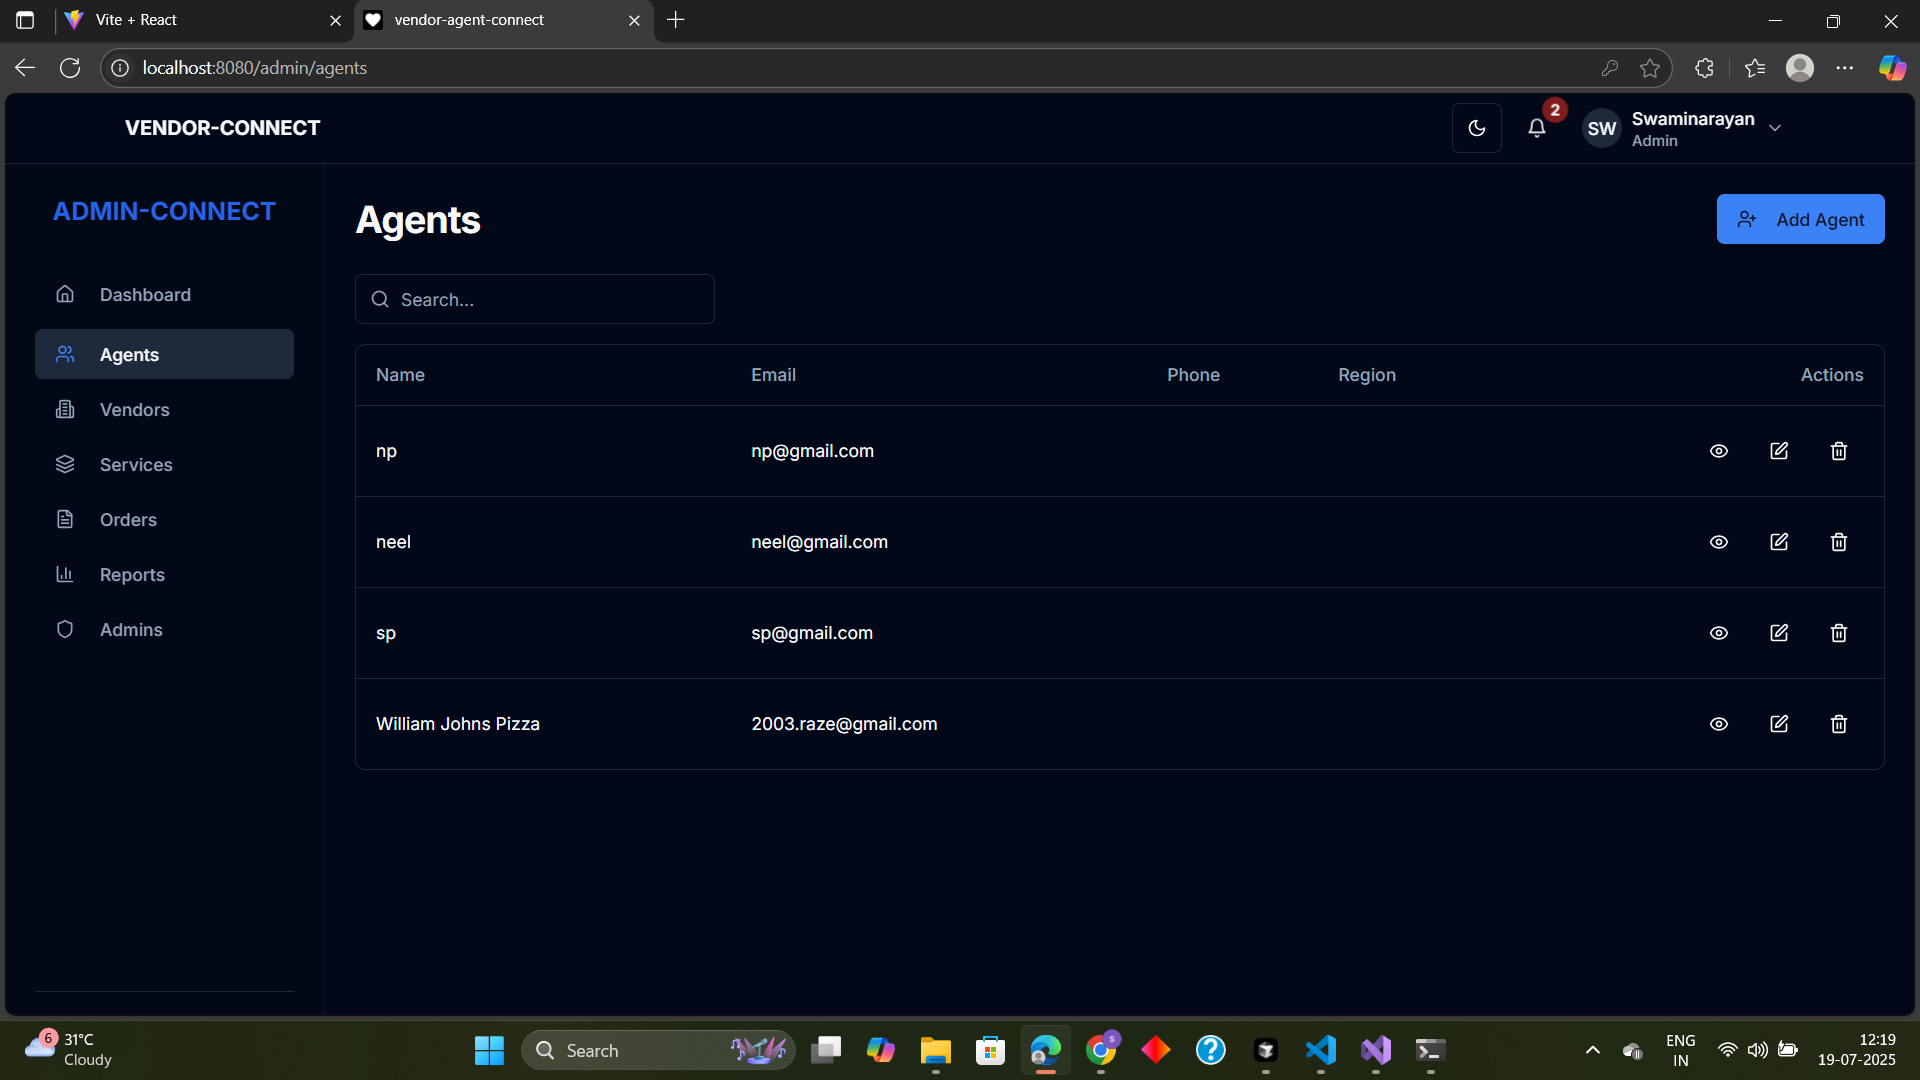 Vite + React
vendor-agent-connect
localhost:8080/admin/agents
VENDOR-CONNECT
2
SW
Swaminarayan
Admin
ADMIN-CONNECT
Dashboard
Agents
Vendors
Services
Orders
Reports
Admins
Agents
Add Agent
Search...
Name Email Phone Region Actions
np np@gmail.com
neel neel@gmail.com
sp sp@gmail.com
William Johns Pizza 2003.raze@gmail.com
6
31°C
Cloudy
Search
S
ENG
IN
12:19
19-07-2025